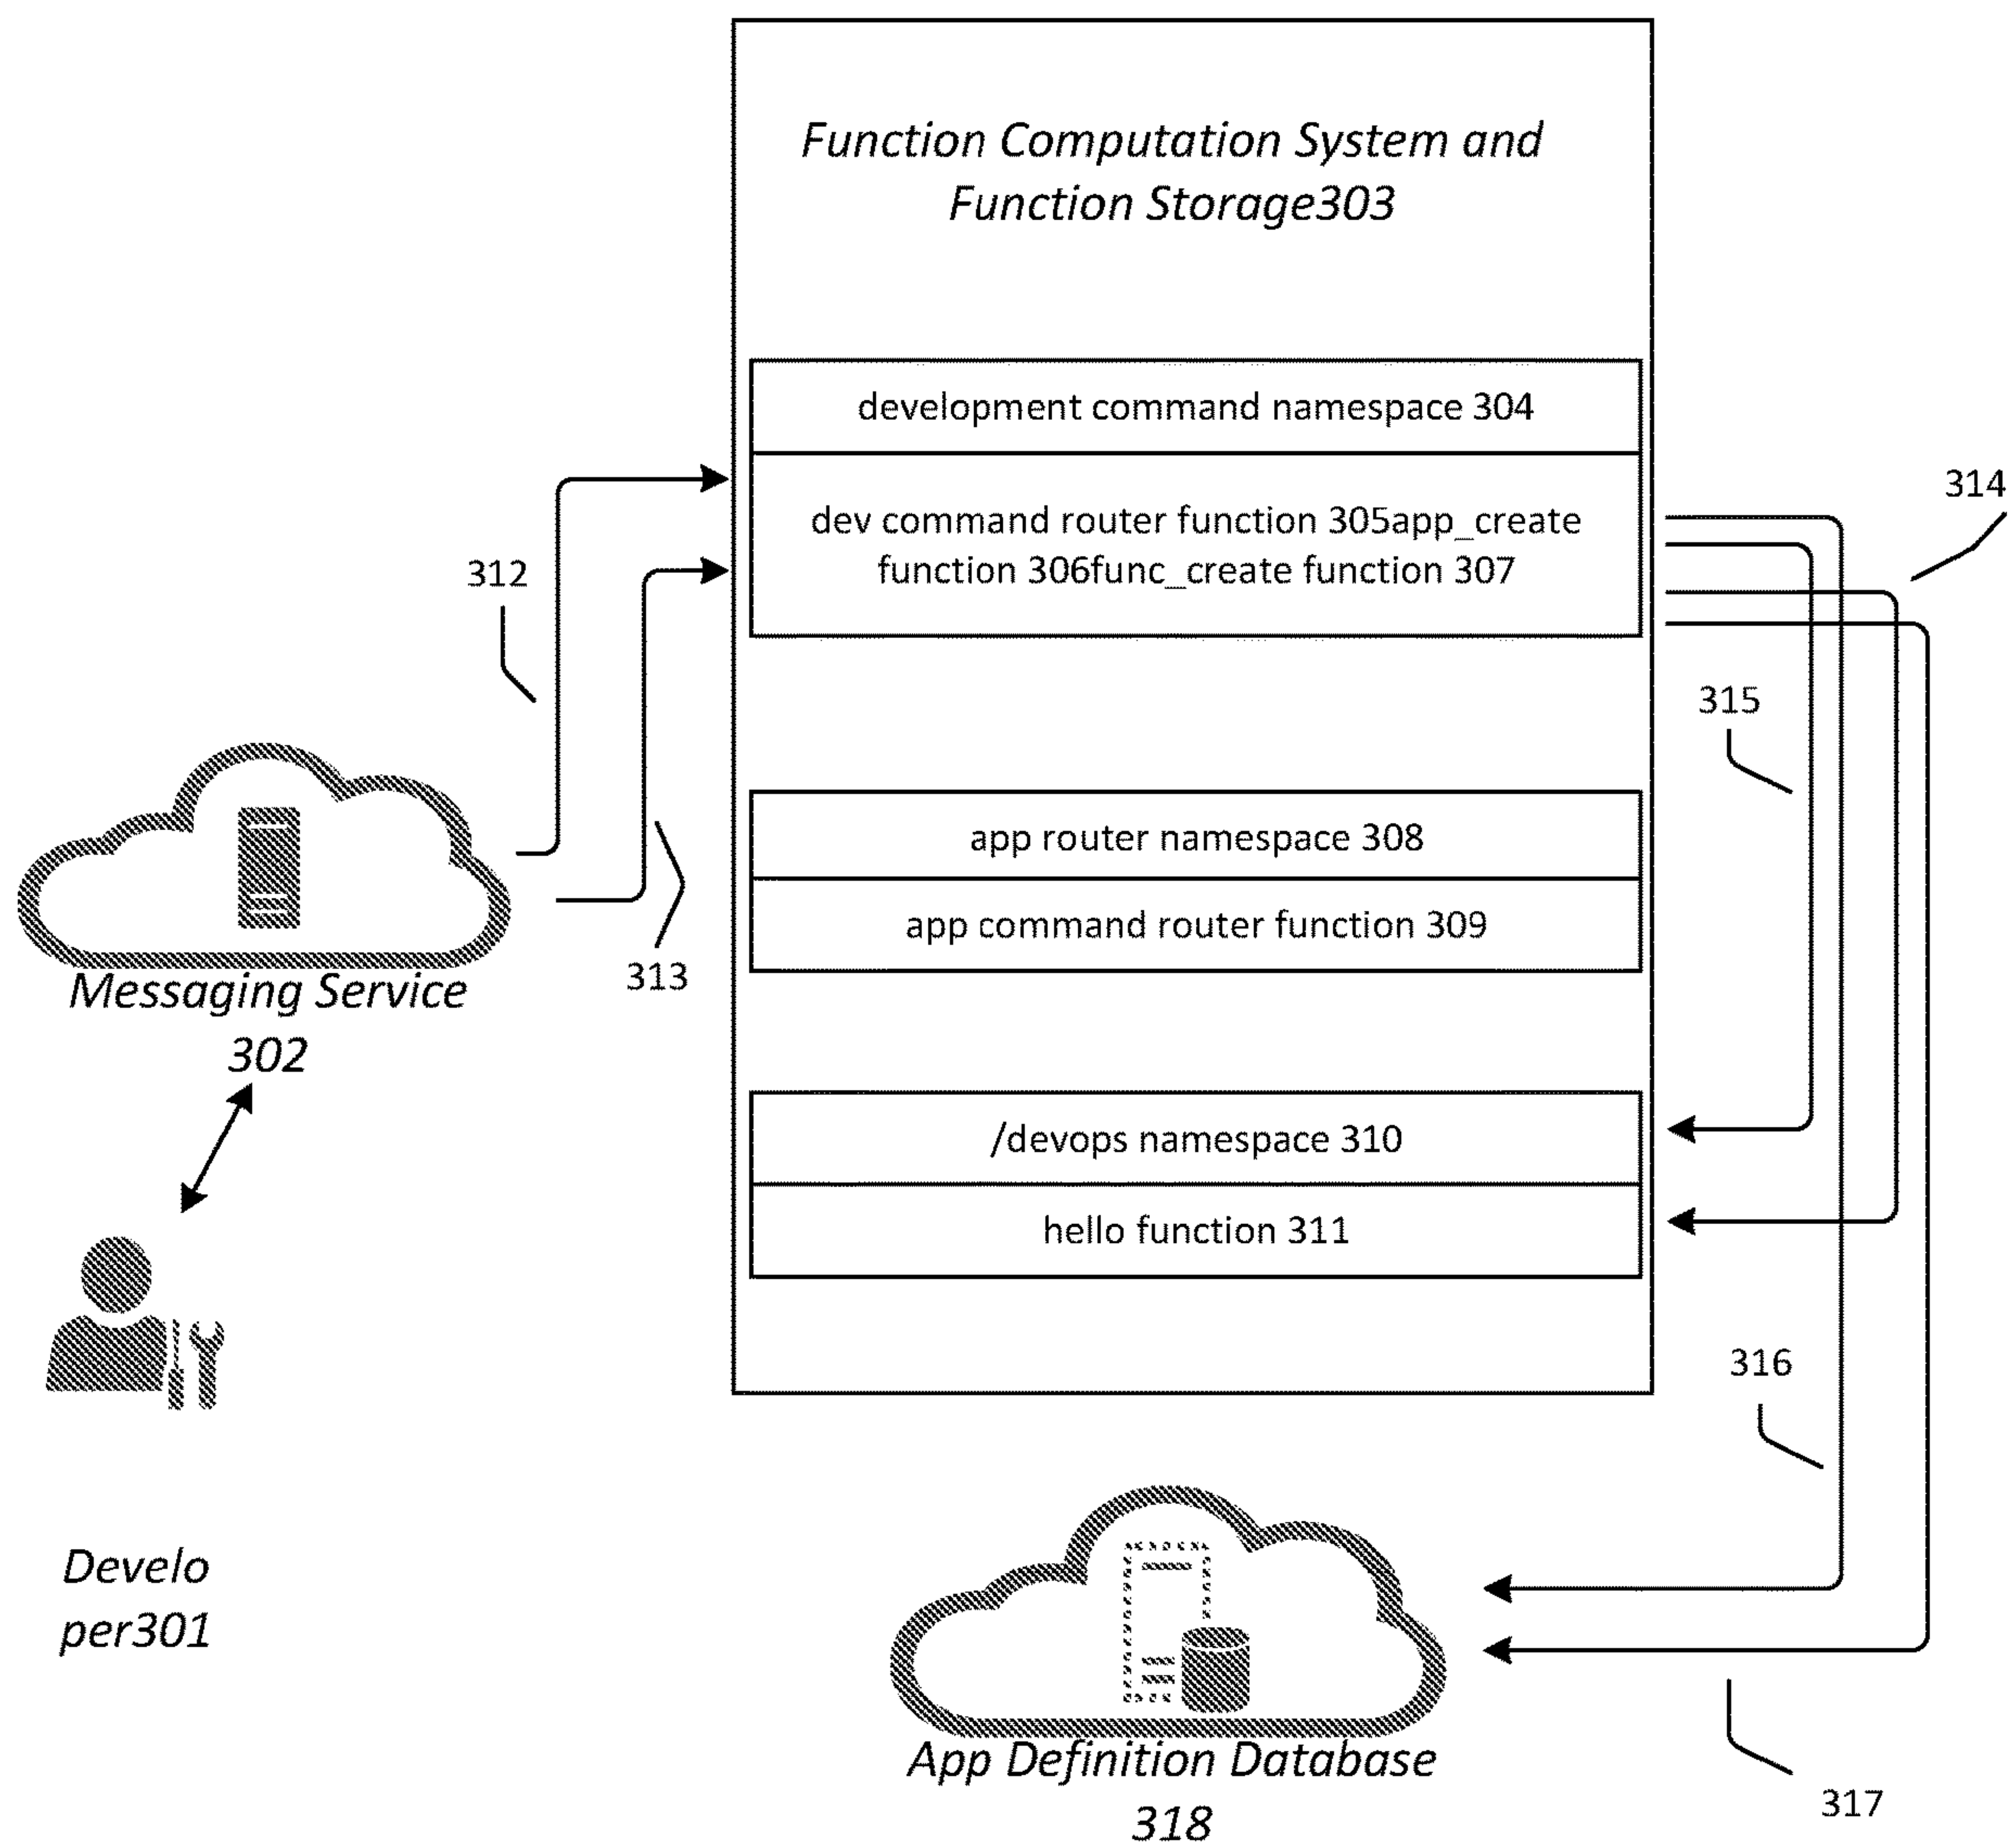 Function Computation System and
Function Storage303
development command namespace 304
314
dev command router function 305app_create
function 306func_create function 307
312
315
app router namespace 308
app command router function 309
313
Messaging Service
302
/devops namespace 310
hello function 311
316
Develo
per301
App Definition Database
318
317